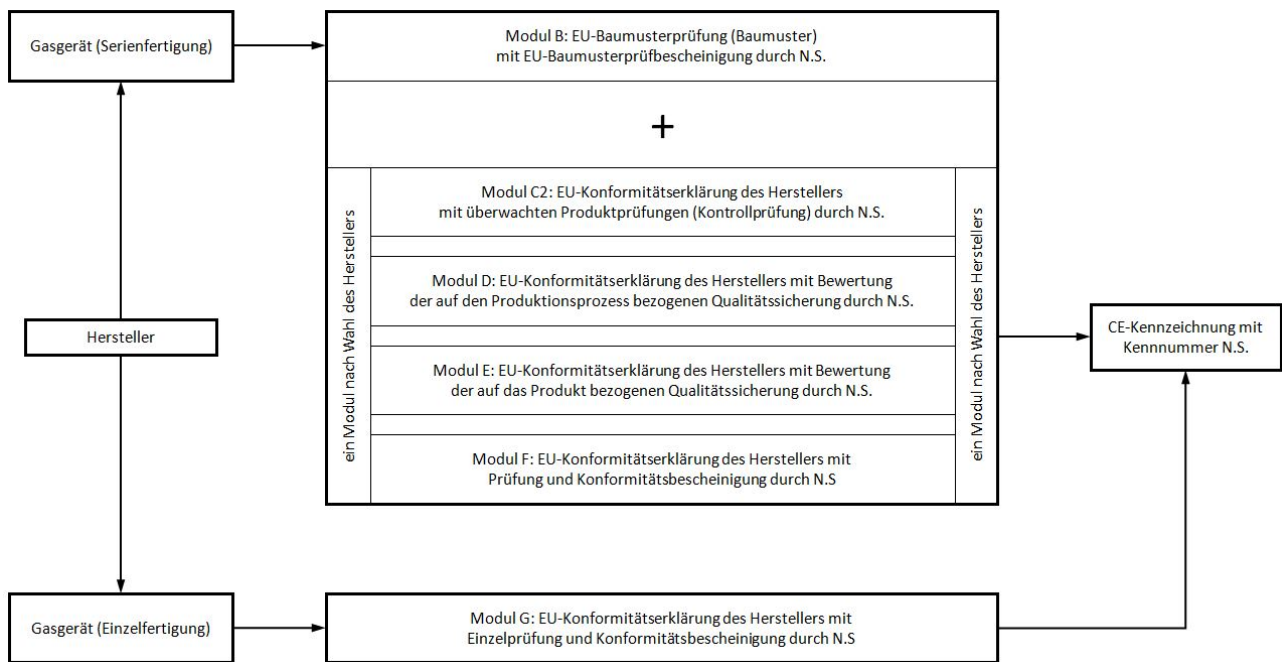 Gasgerät (Serienfertigung)
Modul B: EU-Baumusterprüfung (Baumuster)
mit EU-Baumusterprüfbescheinigung durch N.S.
+
ein Modul nach Wahl des Herstellers
Modul C2: EU-Konformitätserklärung des Herstellers
mit überwachten Produktprüfungen (Kontrollprüfung) durch N.S.
Modul D: EU-Konformitätserklärung des Herstellers mit Bewertung
der auf den Produktionsprozess bezogenen Qualitätssicherung durch N.S.
Modul E: EU-Konformitätserklärung des Herstellers mit Bewertung
der auf das Produkt bezogenen Qualitätssicherung durch N.S.
Modul F: EU-Konformitätserklärung des Herstellers mit
Prüfung und Konformitätsbescheinigung durch N.S
ein Modul nach Wahl des Herstellers
Hersteller
CE-Kennzeichnung mit
Kennnummer N.S.
Gasgerät (Einzelfertigung)
Modul G: EU-Konformitätserklärung des Herstellers mit
Einzelprüfung und Konformitätsbescheinigung durch N.S